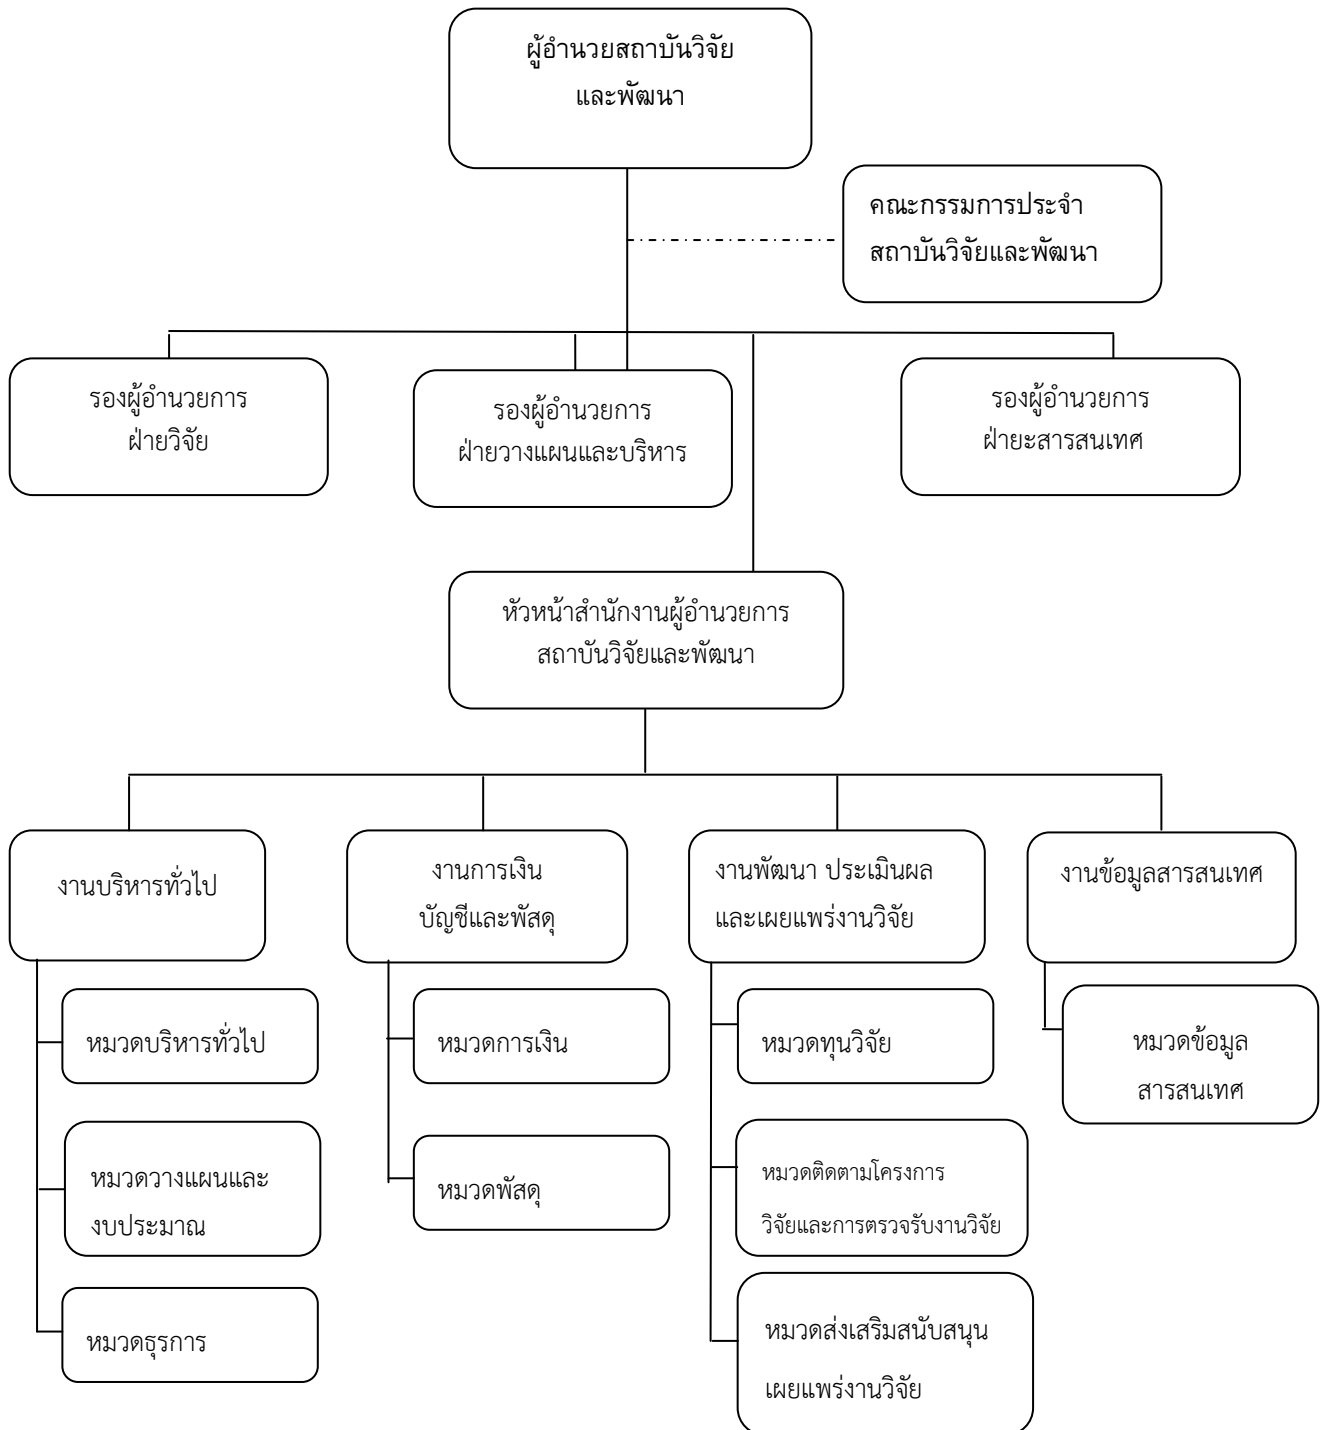 ผู้อำนวยสถาบันวิจัย
และพัฒนา
คณะกรรมการประจำ
สถาบันวิจัยและพัฒนา
รองผู้อำนวยการ
ฝ่ายวิจัย
รองผู้อำนวยการ
ฝ่ายวางแผนและบริหาร
รองผู้อำนวยการ
ฝ่ายะสารสนเทศ
หัวหน้าสำนักงานผู้อำนวยการ
สถาบันวิจัยและพัฒนา
งานบริหารทั่วไป
งานการเงิน
บัญชีและพัสดุ
งานพัฒนา ประเมินผล
และเผยแพร่งานวิจัย
งานข้อมูลสารสนเทศ
หมวดบริหารทั่วไป
หมวดวางแผนและ
งบประมาณ
หมวดธุรการ
หมวดการเงิน
หมวดพัสดุ
หมวดทุนวิจัย
หมวดติดตามโครงการ
วิจัยและการตรวจรับงานวิจัย
หมวดส่งเสริมสนับสนุน
เผยแพร่งานวิจัย
หมวดข้อมูล
สารสนเทศ